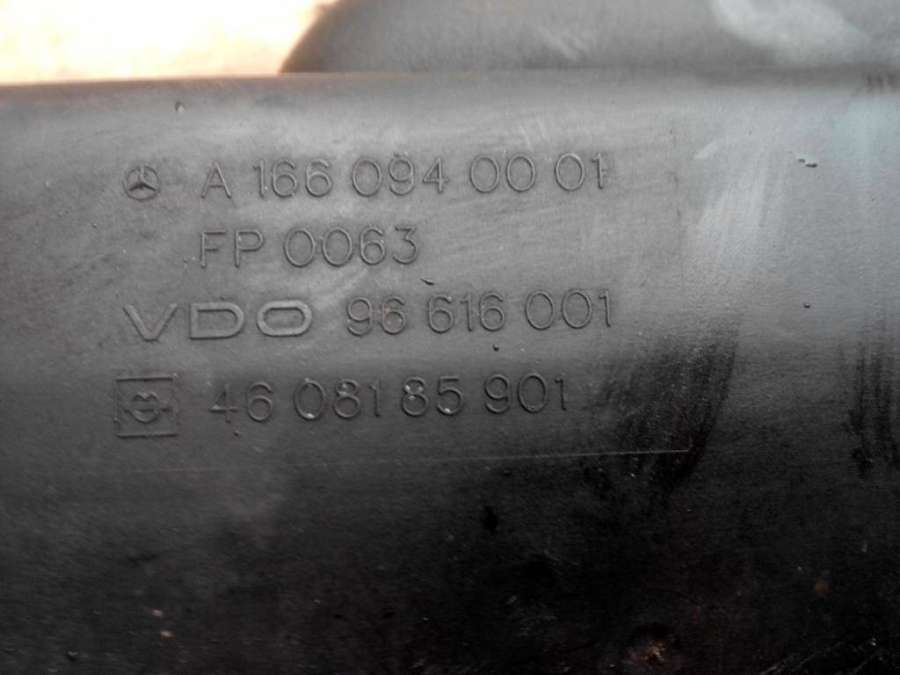 A 166 094 00 01
FP 0063
VDO 96 616 001
46 081 85 901